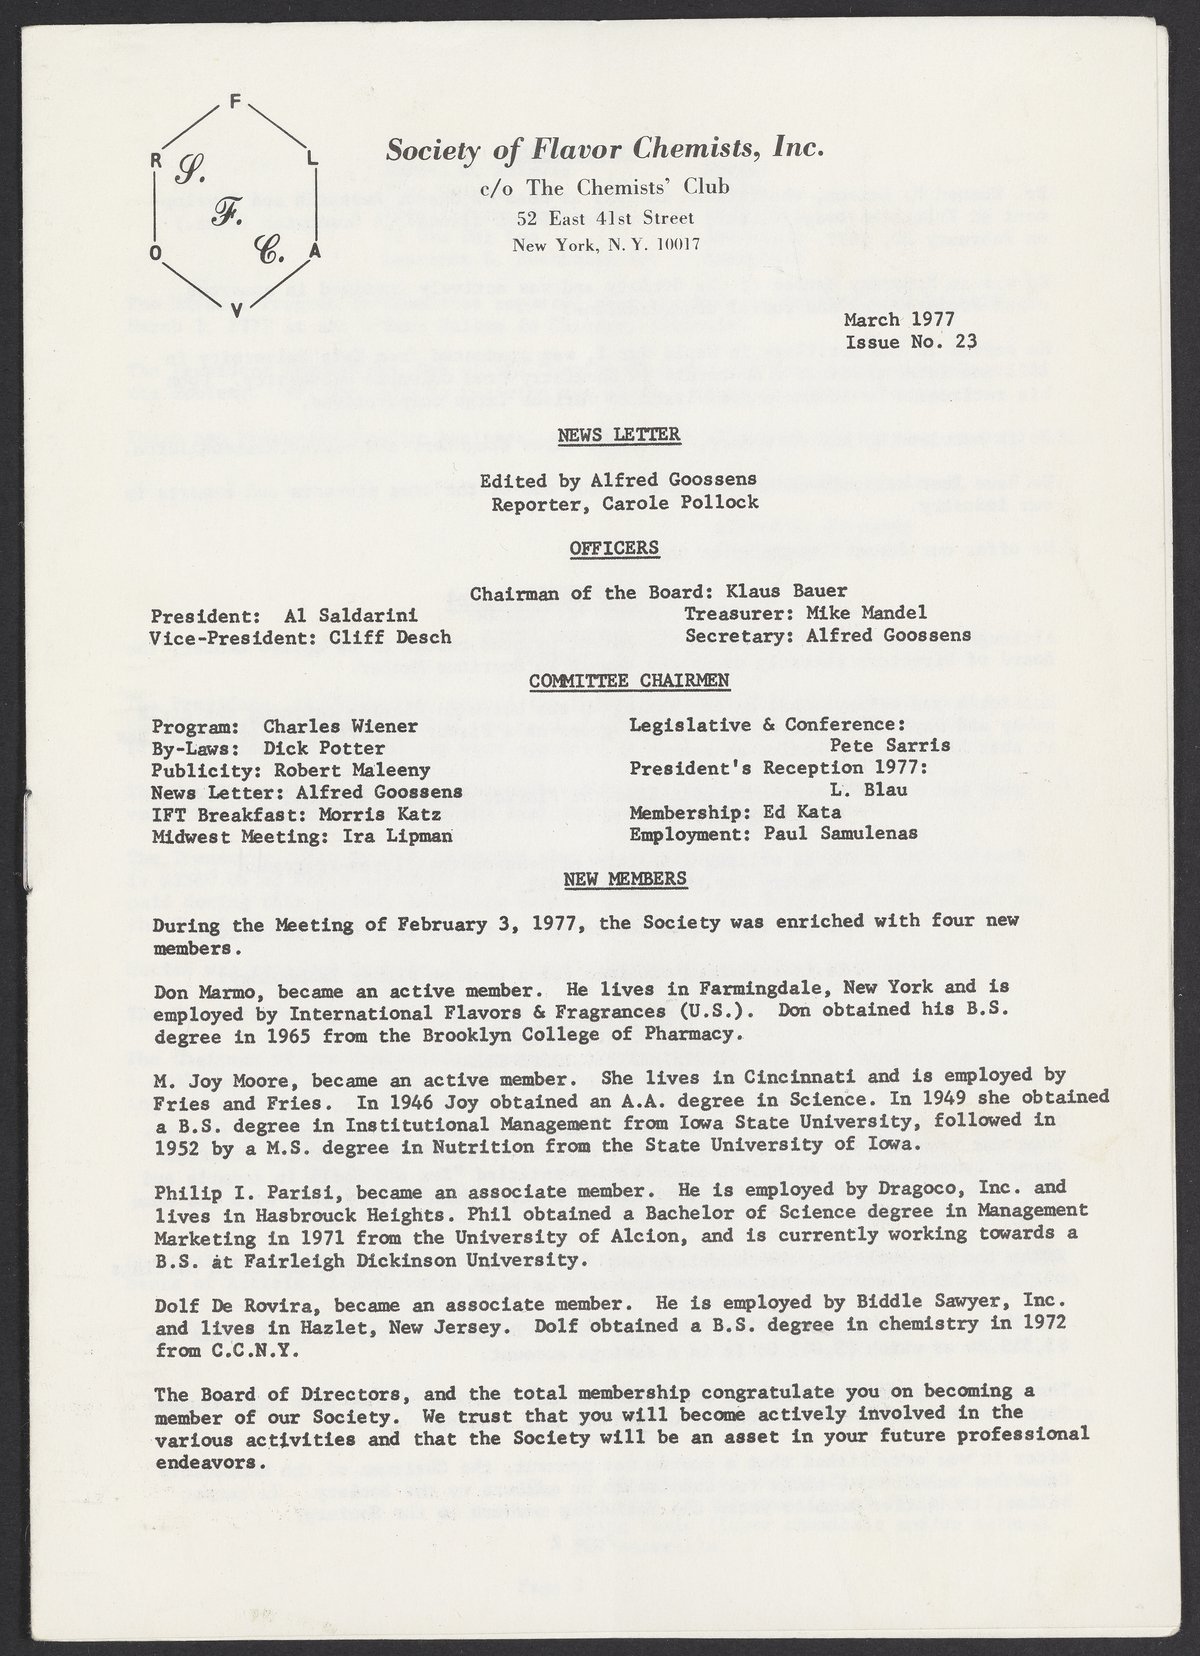 F
R L
S.
F.
C.
O A
V
Society of Flavor Chemists, Inc.
c/o The Chemists' Club
52 East 41st Street
New York, N. Y. 10017
March 1977
Issue No. 23
NEWS LETTER
Edited by Alfred Goossens
Reporter, Carole Pollock
OFFICERS
Chairman of the Board: Klaus Bauer
President: Al Saldarini Treasurer: Mike Mandel
Vice-President: Cliff Desch Secretary: Alfred Goossens
COMMITTEE CHAIRMEN
Program: Charles Wiener Legislative & Conference:
By-Laws: Dick Potter Pete Sarris
Publicity: Robert Maleeny President's Reception 1977:
News Letter: Alfred Goossens L. Blau
IFT Breakfast: Morris Katz Membership: Ed Kata
Midwest Meeting: Ira Lipman Employment: Paul Samulenas
NEW MEMBERS
During the Meeting of February 3, 1977, the Society was enriched with four new
members.
Don Marmo, became an active member. He lives in Farmingdale, New York and is
employed by International Flavors & Fragrances (U.S.). Don obtained his B.S.
degree in 1965 from the Brooklyn College of Pharmacy.
M. Joy Moore, became an active member. She lives in Cincinnati and is employed by
Fries and Fries. In 1946 Joy obtained an A.A. degree in Science. In 1949 she obtained
a B.S. degree in Institutional Management from Iowa State University, followed in
1952 by a M.S. degree in Nutrition from the State University of Iowa.
Philip I. Parisi, became an associate member. He is employed by Dragoco, Inc. and
lives in Hasbrouck Heights. Phil obtained a Bachelor of Science degree in Management
Marketing in 1971 from the University of Alcion, and is currently working towards a
B.S. at Fairleigh Dickinson University.
Dolf De Rovira, became an associate member. He is employed by Biddle Sawyer, Inc.
and lives in Hazlet, New Jersey. Dolf obtained a B.S. degree in chemistry in 1972
from C.C.N.Y.
The Board of Directors, and the total membership congratulate you on becoming a
member of our Society. We trust that you will become actively involved in the
various activities and that the Society will be an asset in your future professional
endeavors.